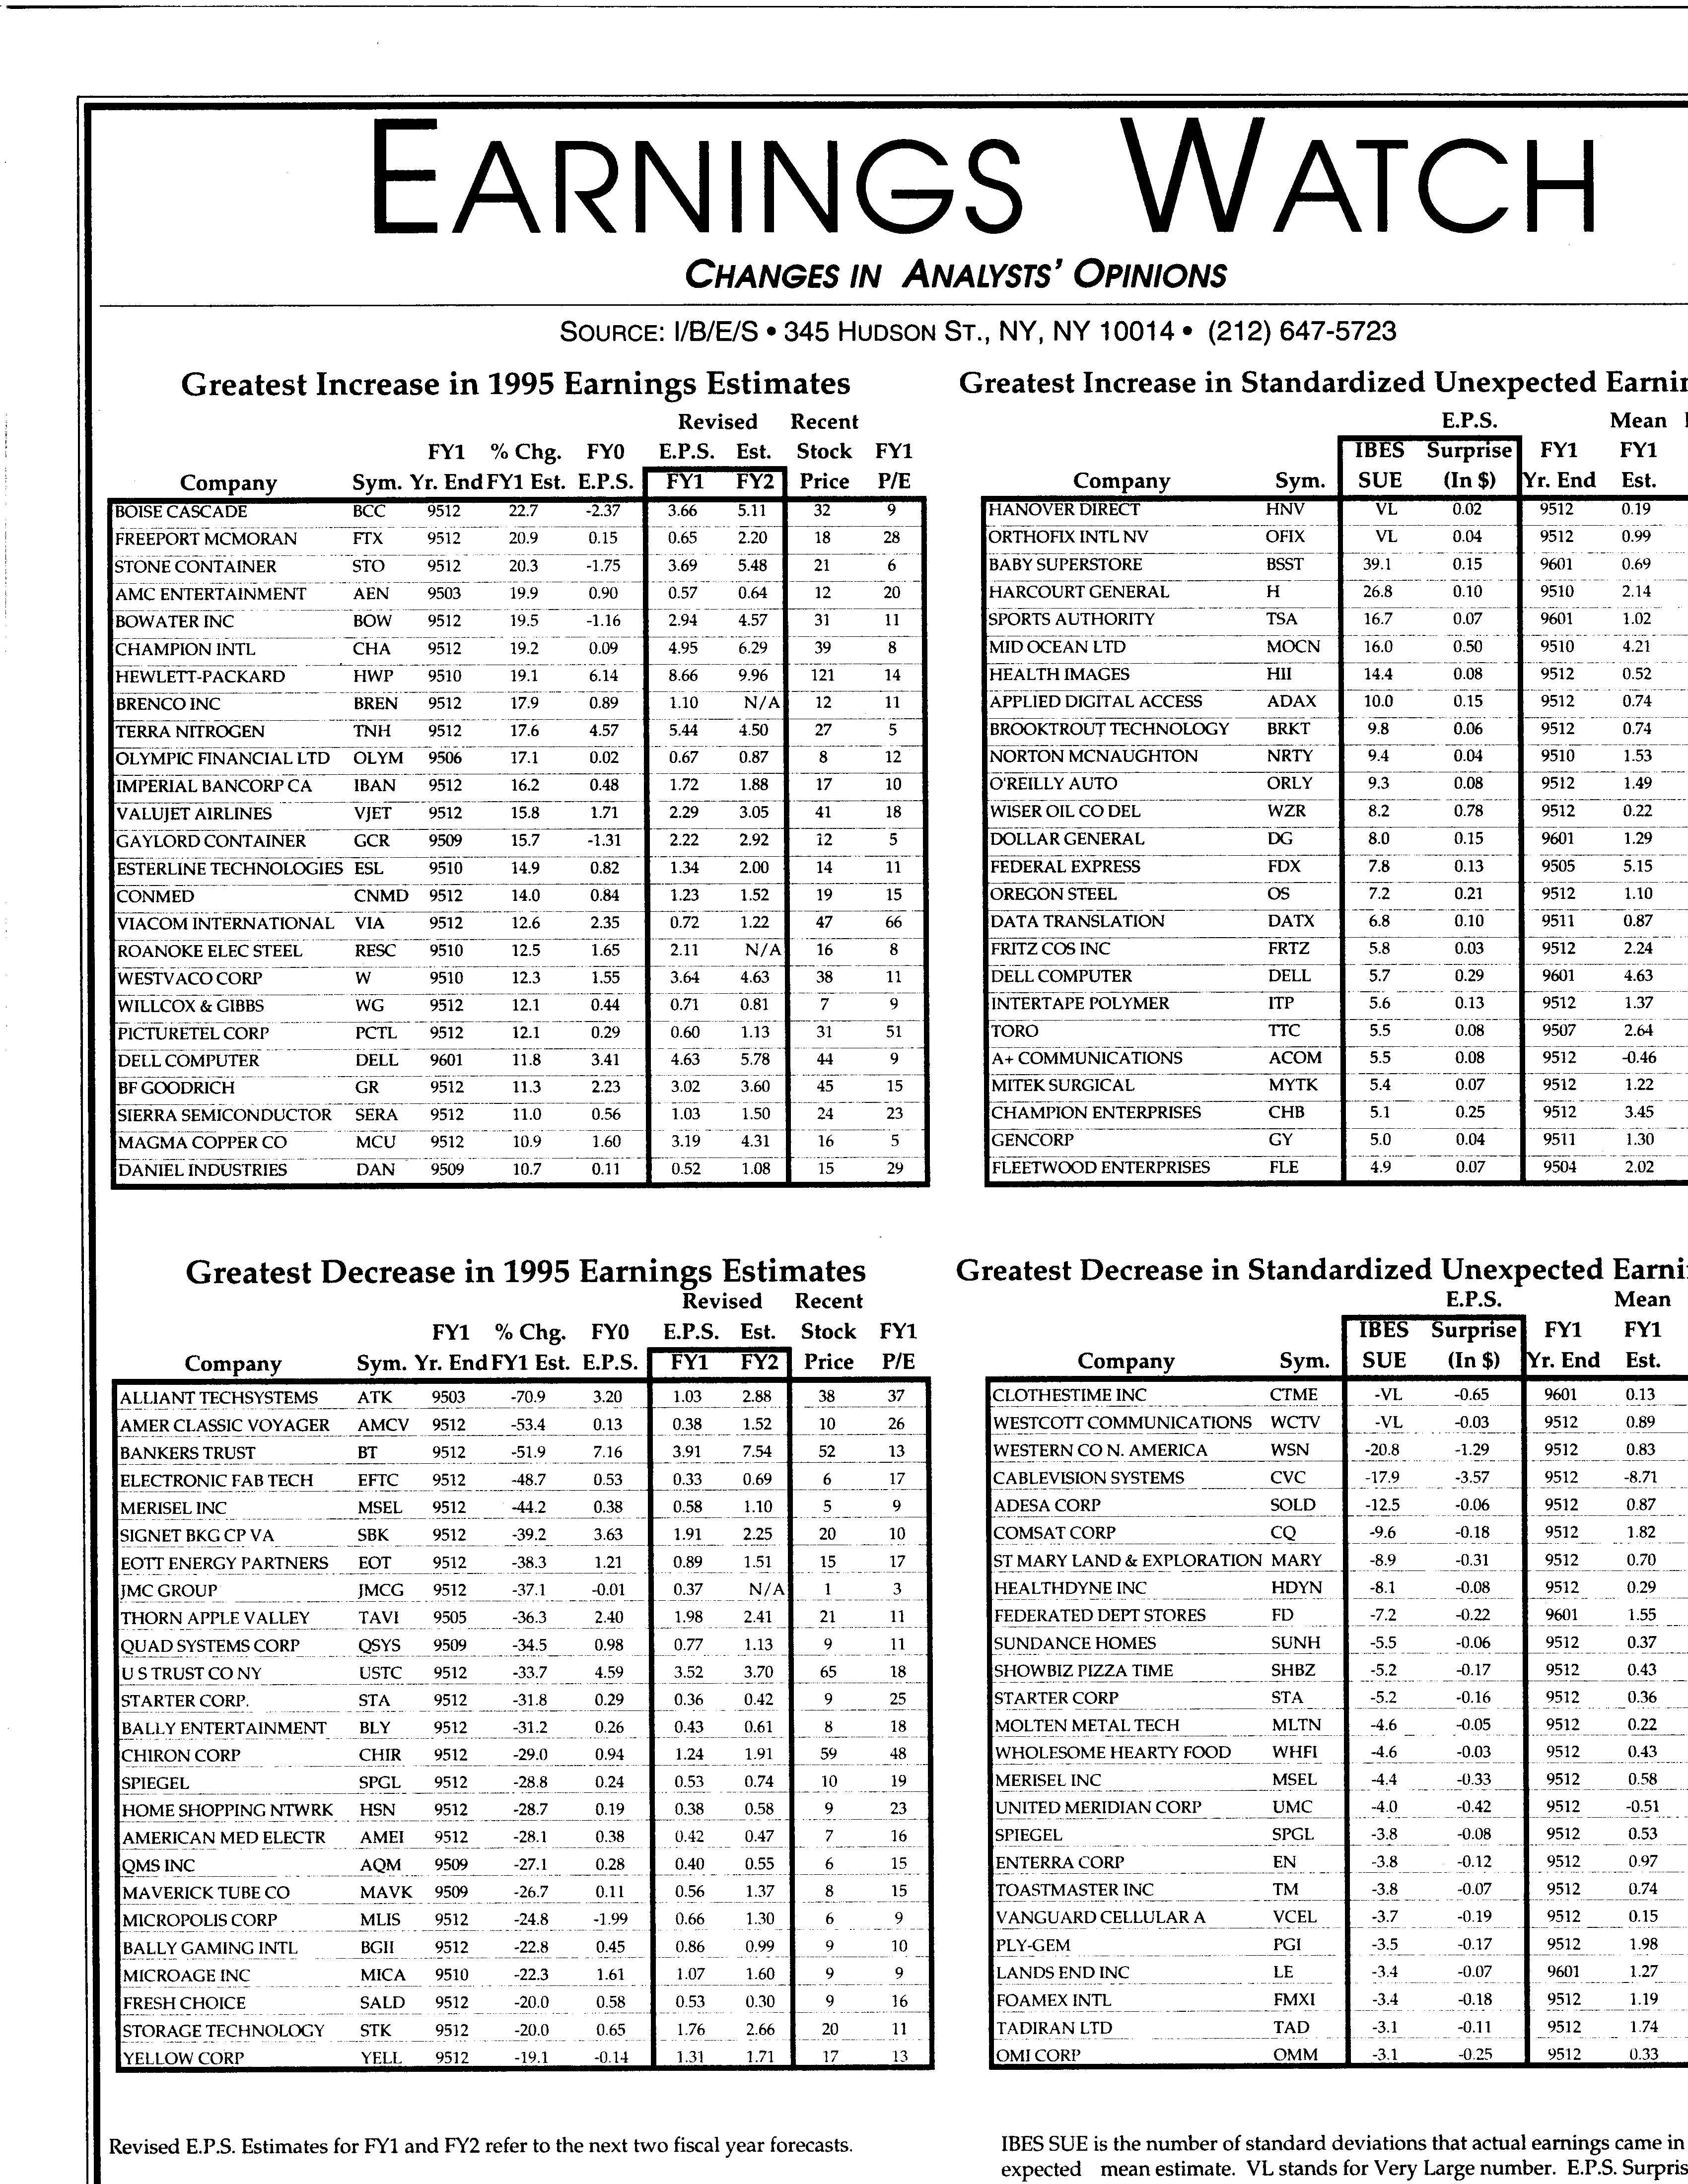 EARNINGS WATCH
CHANGES IN ANALYSTS' OPINIONS
SOURCE: I/B/E/S • 345 HUDSON ST., NY, NY 10014 • (212) 647-5723
Greatest Increase in 1995 Earnings Estimates
Revised Recent
FY1 % Chg. FY0 E.P.S. Est. Stock FY1
Company Sym. Yr. End FY1 Est. E.P.S. FY1 FY2 Price P/E
BOISE CASCADE BCC 9512 22.7 -2.37 3.66 5.11 32 9
FREEPORT MCMORAN FTX 9512 20.9 0.15 0.65 2.20 18 28
STONE CONTAINER STO 9512 20.3 -1.75 3.69 5.48 21 6
AMC ENTERTAINMENT AEN 9503 19.9 0.90 0.57 0.64 12 20
BOWATER INC BOW 9512 19.5 -1.16 2.94 4.57 31 11
CHAMPION INTL CHA 9512 19.2 0.09 4.95 6.29 39 8
HEWLETT-PACKARD HWP 9510 19.1 6.14 8.66 9.96 121 14
BRENCO INC BREN 9512 17.9 0.89 1.10 N/A 12 11
TERRA NITROGEN TNH 9512 17.6 4.57 5.44 4.50 27 5
OLYMPIC FINANCIAL LTD OLYM 9506 17.1 0.02 0.67 0.87 8 12
IMPERIAL BANCORP CA IBAN 9512 16.2 0.48 1.72 1.88 17 10
VALUJET AIRLINES VJET 9512 15.8 1.71 2.29 3.05 41 18
GAYLORD CONTAINER GCR 9509 15.7 -1.31 2.22 2.92 12 5
ESTERLINE TECHNOLOGIES ESL 9510 14.9 0.82 1.34 2.00 14 11
CONMED CNMD 9512 14.0 0.84 1.23 1.52 19 15
VIACOM INTERNATIONAL VIA 9512 12.6 2.35 0.72 1.22 47 66
ROANOKE ELEC STEEL RESC 9510 12.5 1.65 2.11 N/A 16 8
WESTVACO CORP W 9510 12.3 1.55 3.64 4.63 38 11
WILLCOX & GIBBS WG 9512 12.1 0.44 0.71 0.81 7 9
PICTURETEL CORP PCTL 9512 12.1 0.29 0.60 1.13 31 51
DELL COMPUTER DELL 9601 11.8 3.41 4.63 5.78 44 9
BF GOODRICH GR 9512 11.3 2.23 3.02 3.60 45 15
SIERRA SEMICONDUCTOR SERA 9512 11.0 0.56 1.03 1.50 24 23
MAGMA COPPER CO MCU 9512 10.9 1.60 3.19 4.31 16 5
DANIEL INDUSTRIES DAN 9509 10.7 0.11 0.52 1.08 15 29
Greatest Increase in Standardized Unexpected Earni
E.P.S. Mean
IBES Surprise FY1 FY1
Company Sym. SUE (In $) Yr. End Est.
HANOVER DIRECT HNV VL 0.02 9512 0.19
ORTHOFIX INTL NV OFIX VL 0.04 9512 0.99
BABY SUPERSTORE BSST 39.1 0.15 9601 0.69
HARCOURT GENERAL H 26.8 0.10 9510 2.14
SPORTS AUTHORITY TSA 16.7 0.07 9601 1.02
MID OCEAN LTD MOCN 16.0 0.50 9510 4.21
HEALTH IMAGES HII 14.4 0.08 9512 0.52
APPLIED DIGITAL ACCESS ADAX 10.0 0.15 9512 0.74
BROOKTROUT TECHNOLOGY BRKT 9.8 0.06 9512 0.74
NORTON MCNAUGHTON NRTY 9.4 0.04 9510 1.53
O'REILLY AUTO ORLY 9.3 0.08 9512 1.49
WISER OIL CO DEL WZR 8.2 0.78 9512 0.22
DOLLAR GENERAL DG 8.0 0.15 9601 1.29
FEDERAL EXPRESS FDX 7.8 0.13 9505 5.15
OREGON STEEL OS 7.2 0.21 9512 1.10
DATA TRANSLATION DATX 6.8 0.10 9511 0.87
FRITZ COS INC FRTZ 5.8 0.03 9512 2.24
DELL COMPUTER DELL 5.7 0.29 9601 4.63
INTERTAPE POLYMER ITP 5.6 0.13 9512 1.37
TORO TTC 5.5 0.08 9507 2.64
A+ COMMUNICATIONS ACOM 5.5 0.08 9512 -0.46
MITEK SURGICAL MYTK 5.4 0.07 9512 1.22
CHAMPION ENTERPRISES CHB 5.1 0.25 9512 3.45
GENCORP GY 5.0 0.04 9511 1.30
FLEETWOOD ENTERPRISES FLE 4.9 0.07 9504 2.02
Greatest Decrease in 1995 Earnings Estimates
Revised Recent
FY1 % Chg. FY0 E.P.S. Est. Stock FY1
Company Sym. Yr. End FY1 Est. E.P.S. FY1 FY2 Price P/E
ALLIANT TECHSYSTEMS ATK 9503 -70.9 3.20 1.03 2.88 38 37
AMER CLASSIC VOYAGER AMCV 9512 -53.4 0.13 0.38 1.52 10 26
BANKERS TRUST BT 9512 -51.9 7.16 3.91 7.54 52 13
ELECTRONIC FAB TECH EFTC 9512 -48.7 0.53 0.33 0.69 6 17
MERISEL INC MSEL 9512 -44.2 0.38 0.58 1.10 5 9
SIGNET BKG CP VA SBK 9512 -39.2 3.63 1.91 2.25 20 10
EOTT ENERGY PARTNERS EOT 9512 -38.3 1.21 0.89 1.51 15 17
JMC GROUP JMCG 9512 -37.1 -0.01 0.37 N/A 1 3
THORN APPLE VALLEY TAVI 9505 -36.3 2.40 1.98 2.41 21 11
QUAD SYSTEMS CORP QSYS 9509 -34.5 0.98 0.77 1.13 9 11
U S TRUST CO NY USTC 9512 -33.7 4.59 3.52 3.70 65 18
STARTER CORP. STA 9512 -31.8 0.29 0.36 0.42 9 25
BALLY ENTERTAINMENT BLY 9512 -31.2 0.26 0.43 0.61 8 18
CHIRON CORP CHIR 9512 -29.0 0.94 1.24 1.91 59 48
SPIEGEL SPGL 9512 -28.8 0.24 0.53 0.74 10 19
HOME SHOPPING NTWRK HSN 9512 -28.7 0.19 0.38 0.58 9 23
AMERICAN MED ELECTR AMEI 9512 -28.1 0.38 0.42 0.47 7 16
QMS INC AQM 9509 -27.1 0.28 0.40 0.55 6 15
MAVERICK TUBE CO MAVK 9509 -26.7 0.11 0.56 1.37 8 15
MICROPOLIS CORP MLIS 9512 -24.8 -1.99 0.66 1.30 6 9
BALLY GAMING INTL BGII 9512 -22.8 0.45 0.86 0.99 9 10
MICROAGE INC MICA 9510 -22.3 1.61 1.07 1.60 9 9
FRESH CHOICE SALD 9512 -20.0 0.58 0.53 0.30 9 16
STORAGE TECHNOLOGY STK 9512 -20.0 0.65 1.76 2.66 20 11
YELLOW CORP YELL 9512 -19.1 -0.14 1.31 1.71 17 13
Greatest Decrease in Standardized Unexpected Earni
E.P.S. Mean
IBES Surprise FY1 FY1
Company Sym. SUE (In $) Yr. End Est.
CLOTHESTIME INC CTME -VL -0.65 9601 0.13
WESTCOTT COMMUNICATIONS WCTV -VL -0.03 9512 0.89
WESTERN CO N. AMERICA WSN -20.8 -1.29 9512 0.83
CABLEVISION SYSTEMS CVC -17.9 -3.57 9512 -8.71
ADESA CORP SOLD -12.5 -0.06 9512 0.87
COMSAT CORP CQ -9.6 -0.18 9512 1.82
ST MARY LAND & EXPLORATION MARY -8.9 -0.31 9512 0.70
HEALTHDYNE INC HDYN -8.1 -0.08 9512 0.29
FEDERATED DEPT STORES FD -7.2 -0.22 9601 1.55
SUNDANCE HOMES SUNH -5.5 -0.06 9512 0.37
SHOWBIZ PIZZA TIME SHBZ -5.2 -0.17 9512 0.43
STARTER CORP STA -5.2 -0.16 9512 0.36
MOLTEN METAL TECH MLTN -4.6 -0.05 9512 0.22
WHOLESOME HEARTY FOOD WHFI -4.6 -0.03 9512 0.43
MERISEL INC MSEL -4.4 -0.33 9512 0.58
UNITED MERIDIAN CORP UMC -4.0 -0.42 9512 -0.51
SPIEGEL SPGL -3.8 -0.08 9512 0.53
ENTERRA CORP EN -3.8 -0.12 9512 0.97
TOASTMASTER INC TM -3.8 -0.07 9512 0.74
VANGUARD CELLULAR A VCEL -3.7 -0.19 9512 0.15
PLY-GEM PGI -3.5 -0.17 9512 1.98
LANDS END INC LE -3.4 -0.07 9601 1.27
FOAMEX INTL FMXI -3.4 -0.18 9512 1.19
TADIRAN LTD TAD -3.1 -0.11 9512 1.74
OMI CORP OMM -3.1 -0.25 9512 0.33
Revised E.P.S. Estimates for FY1 and FY2 refer to the next two fiscal year forecasts.
IBES SUE is the number of standard deviations that actual earnings came in
expected mean estimate. VL stands for Very Large number. E.P.S. Surpris